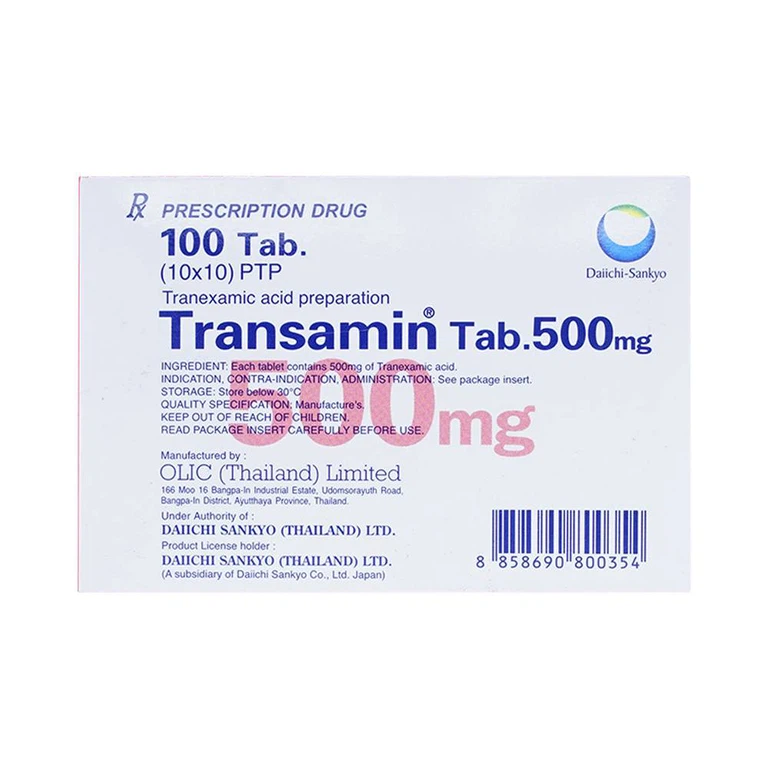 Rx PRESCRIPTION DRUG
100 Tab.
(10x10) PTP
Daiichi-Sankyo
Tranexamic acid preparation
Transamin® Tab.500mg
INGREDIENT: Each tablet contains 500mg of Tranexamic acid.
INDICATION, CONTRA-INDICATION, ADMINISTRATION: See package insert.
STORAGE: Store below 30°C
QUALITY SPECIFICATION: Manufacture's.
KEEP OUT OF REACH OF CHILDREN.
READ PACKAGE INSERT CAREFULLY BEFORE USE.
500mg
Manufactured by :
OLIC (Thailand) Limited
166 Moo 16 Bangpa-In Industrial Estate, Udomsorayuth Road,
Bangpa-In District, Ayutthaya Province, Thailand.
Under Authority of :
DAIICHI SANKYO (THAILAND) LTD.
Product License holder :
DAIICHI SANKYO (THAILAND) LTD.
(A subsidiary of Daiichi Sankyo Co., Ltd. Japan)
8 858690 800354